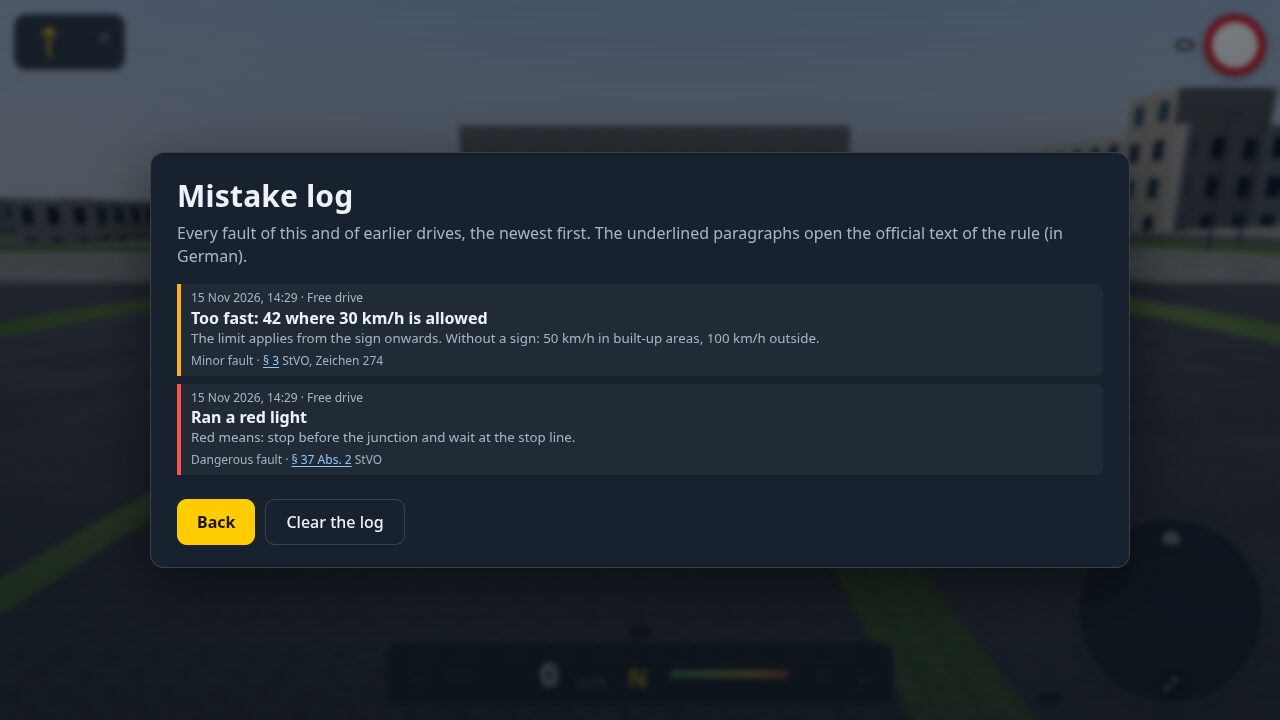 Mistake log
Every fault of this and of earlier drives, the newest first. The underlined paragraphs open the official text of the rule (in
German).
15 Nov 2026, 14:29 · Free drive
Too fast: 42 where 30 km/h is allowed
The limit applies from the sign onwards. Without a sign: 50 km/h in built-up areas, 100 km/h outside.
Minor fault · § 3 StVO, Zeichen 274
15 Nov 2026, 14:29 · Free drive
Ran a red light
Red means: stop before the junction and wait at the stop line.
Dangerous fault · § 37 Abs. 2 StVO
Back
Clear the log
0
N